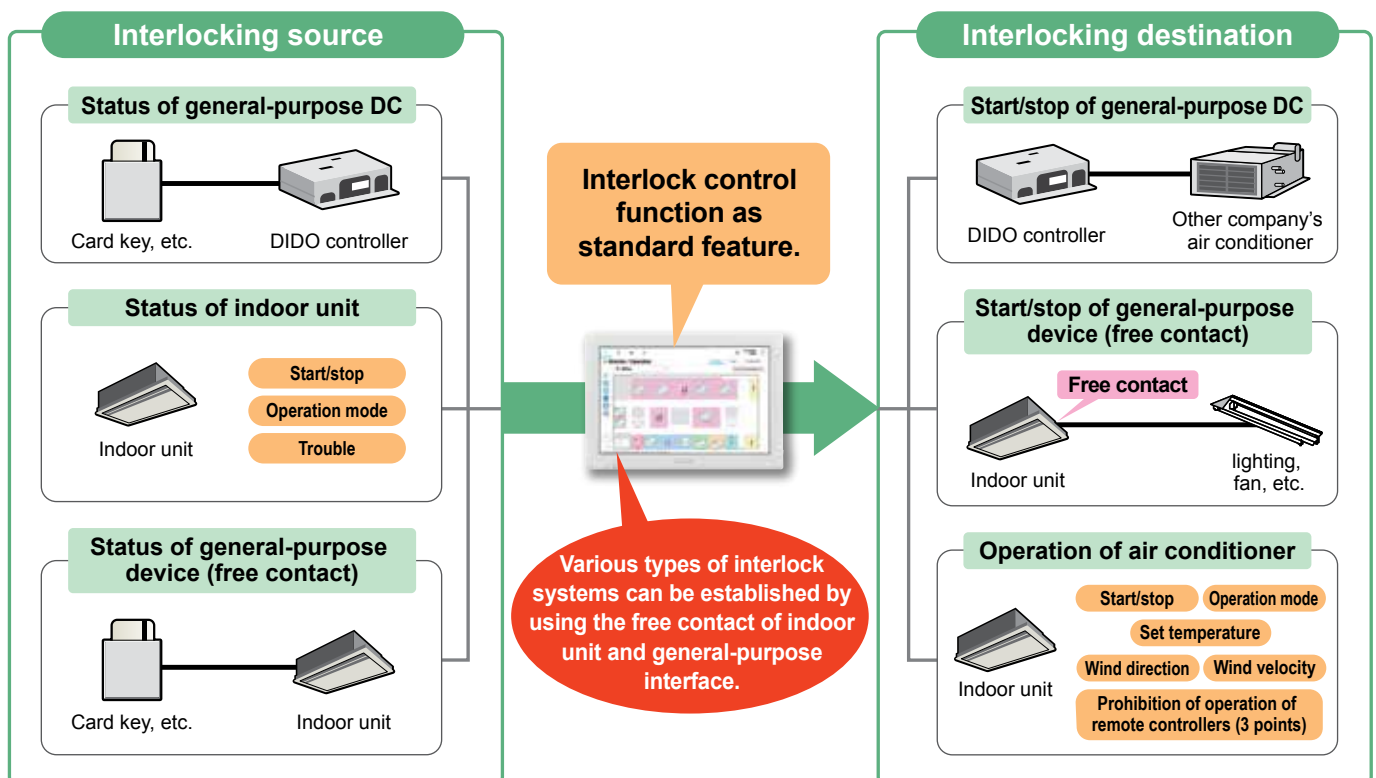 Interlocking source
Status of general-purpose DC
Card key, etc.
DIDO controller
Status of indoor unit
Indoor unit
Start/stop
Operation mode
Trouble
Status of general-purpose
device (free contact)
Card key, etc.
Indoor unit
Interlock control
function as
standard feature.
Various types of interlock
systems can be established by
using the free contact of indoor
unit and general-purpose
interface.
Interlocking destination
Start/stop of general-purpose DC
DIDO controller
Other company's
air conditioner
Start/stop of general-purpose
device (free contact)
Free contact
Indoor unit
lighting,
fan, etc.
Operation of air conditioner
Indoor unit
Start/stop
Operation mode
Set temperature
Wind direction
Wind velocity
Prohibition of operation of
remote controllers (3 points)